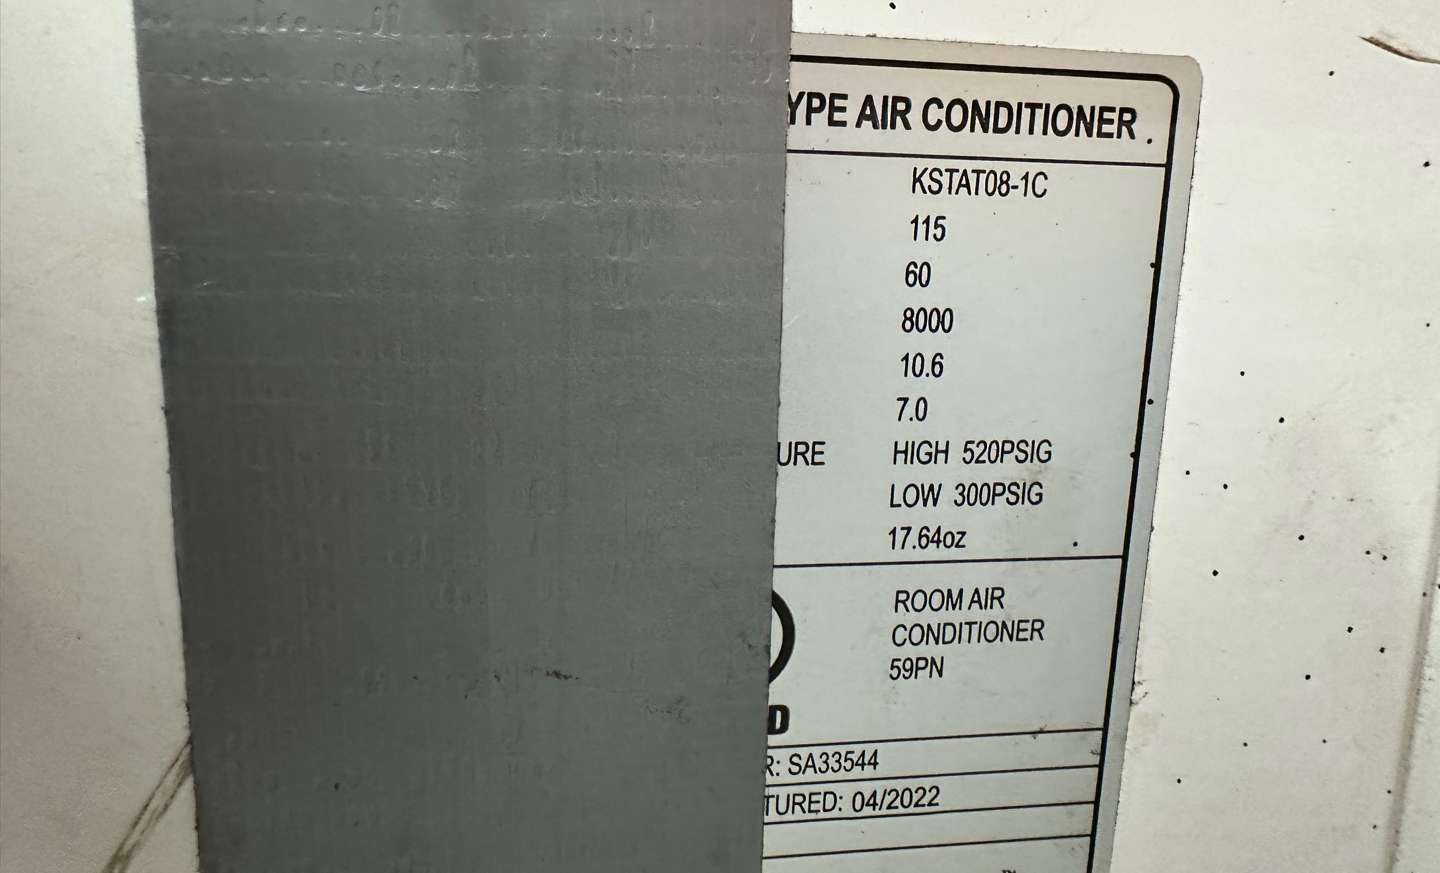 YPE AIR CONDITIONER
KSTAT08-1C
115
60
8000
10.6
7.0
URE HIGH 520PSIG
LOW 300PSIG
17.64oz
ROOM AIR
CONDITIONER
59PN
D
R: SA33544
TURED: 04/2022